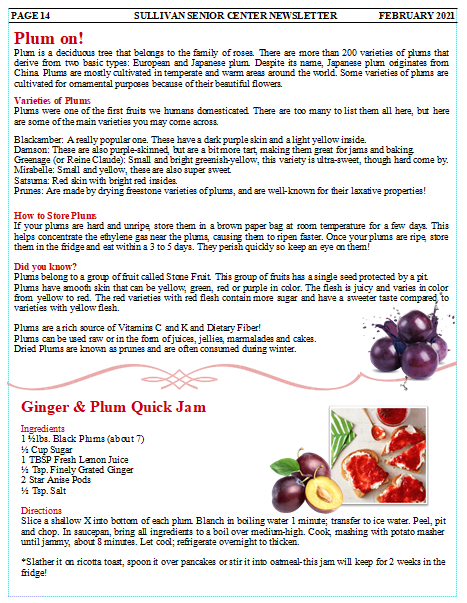 PAGE 14 SULLIVAN SENIOR CENTER NEWSLETTER FEBRUARY 2021
Plum on!
Plum is a deciduous tree that belongs to the family of roses. There are more than 200 varieties of plums that
derive from two basic types: European and Japanese plum. Despite its name, Japanese plum originates from
China. Plums are mostly cultivated in temperate and warm areas around the world. Some varieties of plums are
cultivated for ornamental purposes because of their beautiful flowers.
Varieties of Plums
Plums were one of the first fruits we humans domesticated. There are too many to list them all here, but here
are some of the main varieties you may come across.
Blackamber: A really popular one. These have a dark purple skin and a light yellow inside.
Damson: These are also purple-skinned, but are a bit more tart, making them great for jams and baking.
Greenage (or Reine Claude): Small and bright greenish-yellow, this variety is ultra-sweet, though hard come by.
Mirabelle: Small and yellow, these are also super sweet.
Satsuma: Red skin with bright red insides.
Prunes: Are made by drying freestone varieties of plums, and are well-known for their laxative properties!
How to Store Plums
If your plums are hard and unripe, store them in a brown paper bag at room temperature for a few days. This
helps concentrate the ethylene gas near the plums, causing them to ripen faster. Once your plums are ripe, store
them in the fridge and eat within a 3 to 5 days. They perish quickly so keep an eye on them!
Did you know?
Plums belong to a group of fruit called Stone Fruit. This group of fruits has a single seed protected by a pit.
Plums have smooth skin that can be yellow, green, red or purple in color. The flesh is juicy and varies in color
from yellow to red. The red varieties with red flesh contain more sugar and have a sweeter taste compared to
varieties with yellow flesh.
Plums are a rich source of Vitamins C and K and Dietary Fiber!
Plums can be used raw or in the form of juices, jellies, marmalades and cakes.
Dried Plums are known as prunes and are often consumed during winter.
Ginger & Plum Quick Jam
Ingredients
1 ½lbs. Black Plums (about 7)
½ Cup Sugar
1 TBSP Fresh Lemon Juice
½ Tsp. Finely Grated Ginger
2 Star Anise Pods
½ Tsp. Salt
Directions
Slice a shallow X into bottom of each plum. Blanch in boiling water 1 minute; transfer to ice water. Peel, pit
and chop. In saucepan, bring all ingredients to a boil over medium-high. Cook, mashing with potato masher
until jammy, about 8 minutes. Let cool; refrigerate overnight to thicken.
*Slather it on ricotta toast, spoon it over pancakes or stir it into oatmeal-this jam will keep for 2 weeks in the
fridge!